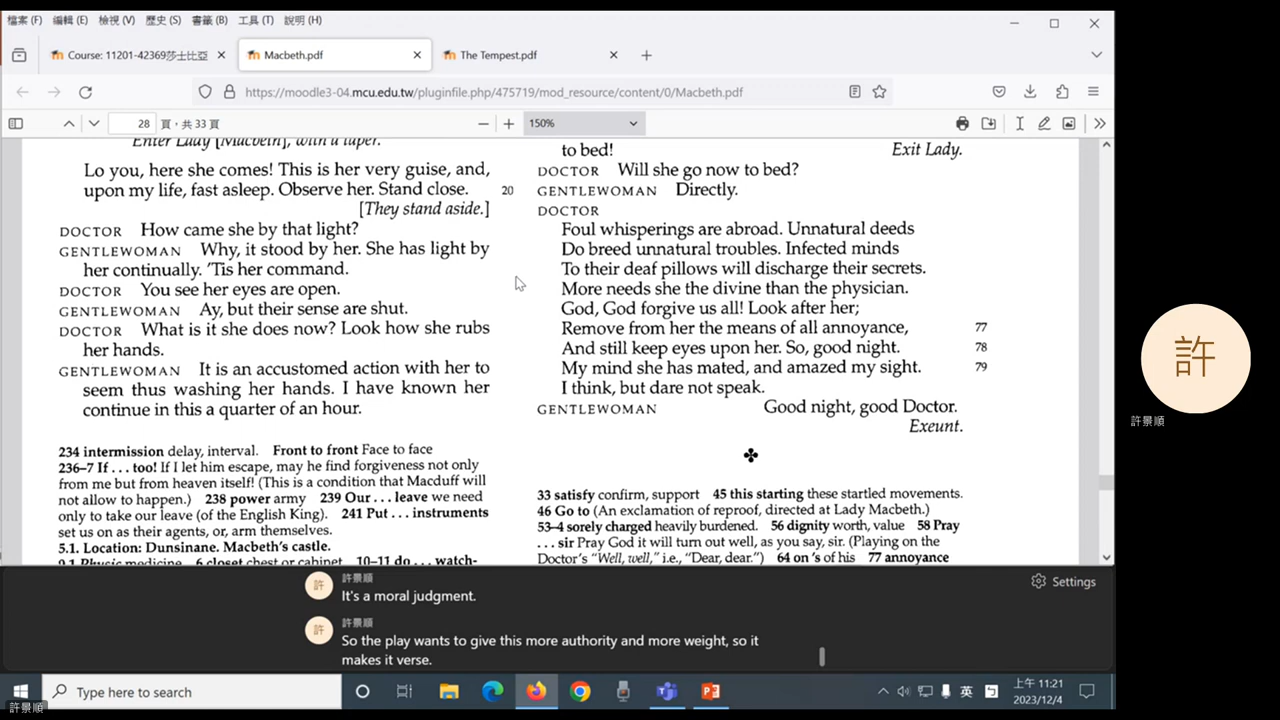 檔案 (F) 編輯 (E) 檢視 (V) 歷史 (S) 書籤 (B) 工具 (T) 說明 (H)
Course: 11201-42369莎士比亞
Macbeth.pdf
The Tempest.pdf
https://moodle3-04.mcu.edu.tw/pluginfile.php/475719/mod_resource/content/0/Macbeth.pdf
28 頁，共 33 頁
150%
Enter Lady [Macbeth], with a taper.
Lo you, here she comes! This is her very guise, and,
upon my life, fast asleep. Observe her. Stand close. 20
[They stand aside.]
DOCTOR How came she by that light?
GENTLEWOMAN Why, it stood by her. She has light by
her continually. 'Tis her command.
DOCTOR You see her eyes are open.
GENTLEWOMAN Ay, but their sense are shut.
DOCTOR What is it she does now? Look how she rubs
her hands.
GENTLEWOMAN It is an accustomed action with her to
seem thus washing her hands. I have known her
continue in this a quarter of an hour.
234 intermission delay, interval. Front to front Face to face
236–7 If . . . too! If I let him escape, may he find forgiveness not only
from me but from heaven itself! (This is a condition that Macduff will
not allow to happen.) 238 power army 239 Our . . . leave we need
only to take our leave (of the English King). 241 Put . . . instruments
set us on as their agents, or, arm themselves.
5.1. Location: Dunsinane. Macbeth's castle.
0.1 Physic medicine 6 closet chest or cabinet 10–11 do . . . watch-
to bed! Exit Lady.
DOCTOR Will she go now to bed?
GENTLEWOMAN Directly.
DOCTOR
Foul whisperings are abroad. Unnatural deeds
Do breed unnatural troubles. Infected minds
To their deaf pillows will discharge their secrets.
More needs she the divine than the physician.
God, God forgive us all! Look after her;
Remove from her the means of all annoyance, 77
And still keep eyes upon her. So, good night. 78
My mind she has mated, and amazed my sight. 79
I think, but dare not speak.
GENTLEWOMAN Good night, good Doctor.
Exeunt.
33 satisfy confirm, support 45 this starting these startled movements.
46 Go to (An exclamation of reproof, directed at Lady Macbeth.)
53–4 sorely charged heavily burdened. 56 dignity worth, value 58 Pray
. . . sir Pray God it will turn out well, as you say, sir. (Playing on the
Doctor's "Well, well," i.e., "Dear, dear.") 64 on 's of his 77 annoyance
許
許景順
許 許景順
It's a moral judgment.
Settings
許 許景順
So the play wants to give this more authority and more weight, so it
makes it verse.
Type here to search
英
上午 11:21
2023/12/4
許景順